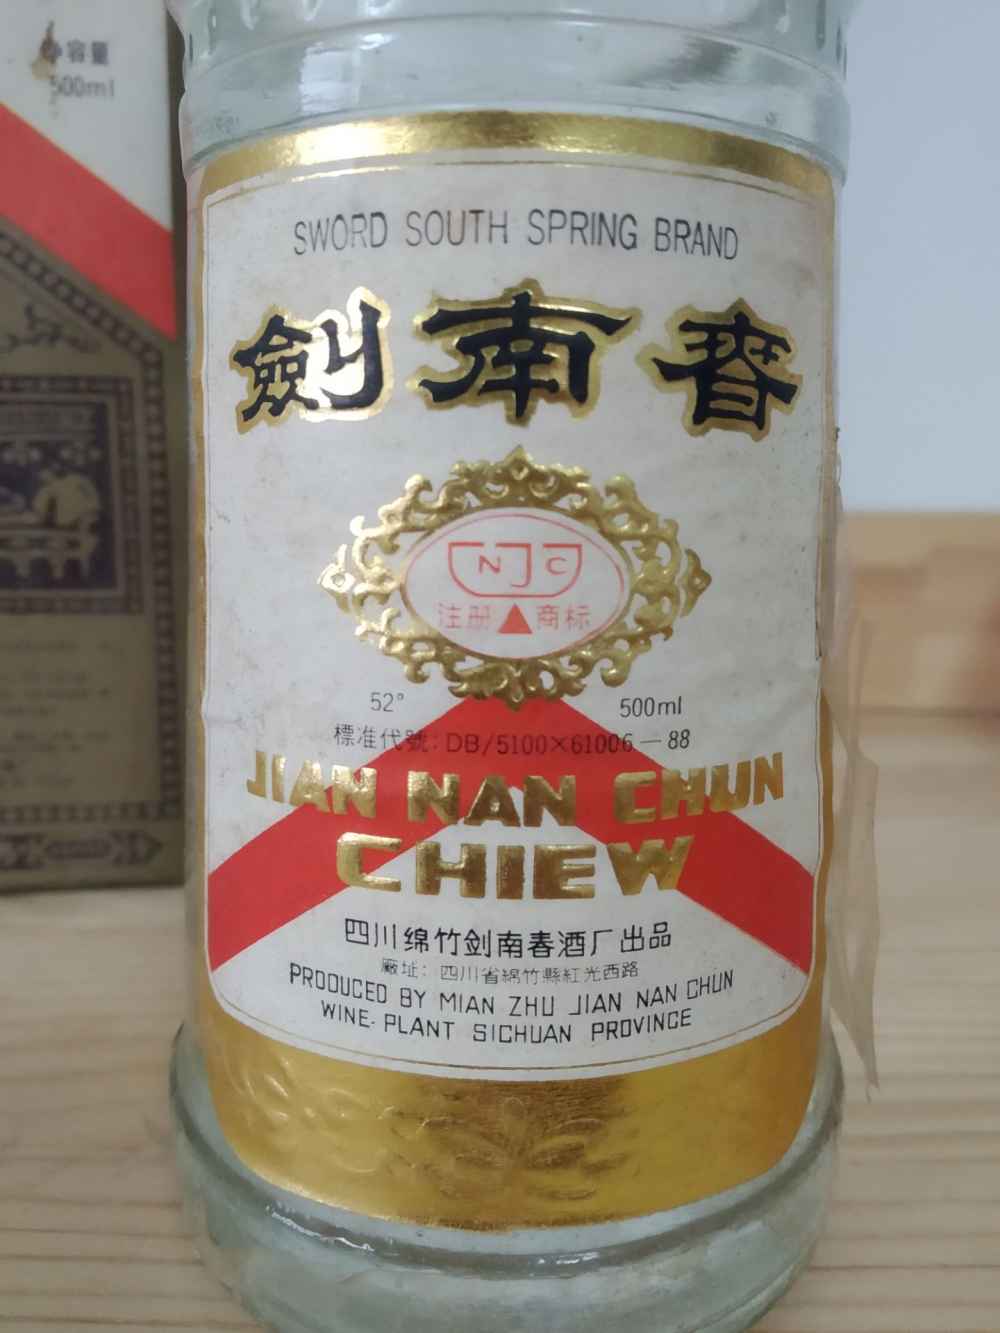 净容量
500ml
SWORD SOUTH SPRING BRAND
劍南春
NJC
注册 商标
52° 500ml
標准代號: DB/5100×61006—88
JIAN NAN CHUN
CHIEW
四川绵竹剑南春酒厂出品
廠址: 四川省綿竹縣紅光西路
PRODUCED BY MIAN ZHU JIAN NAN CHUN
WINE-PLANT SICHUAN PROVINCE